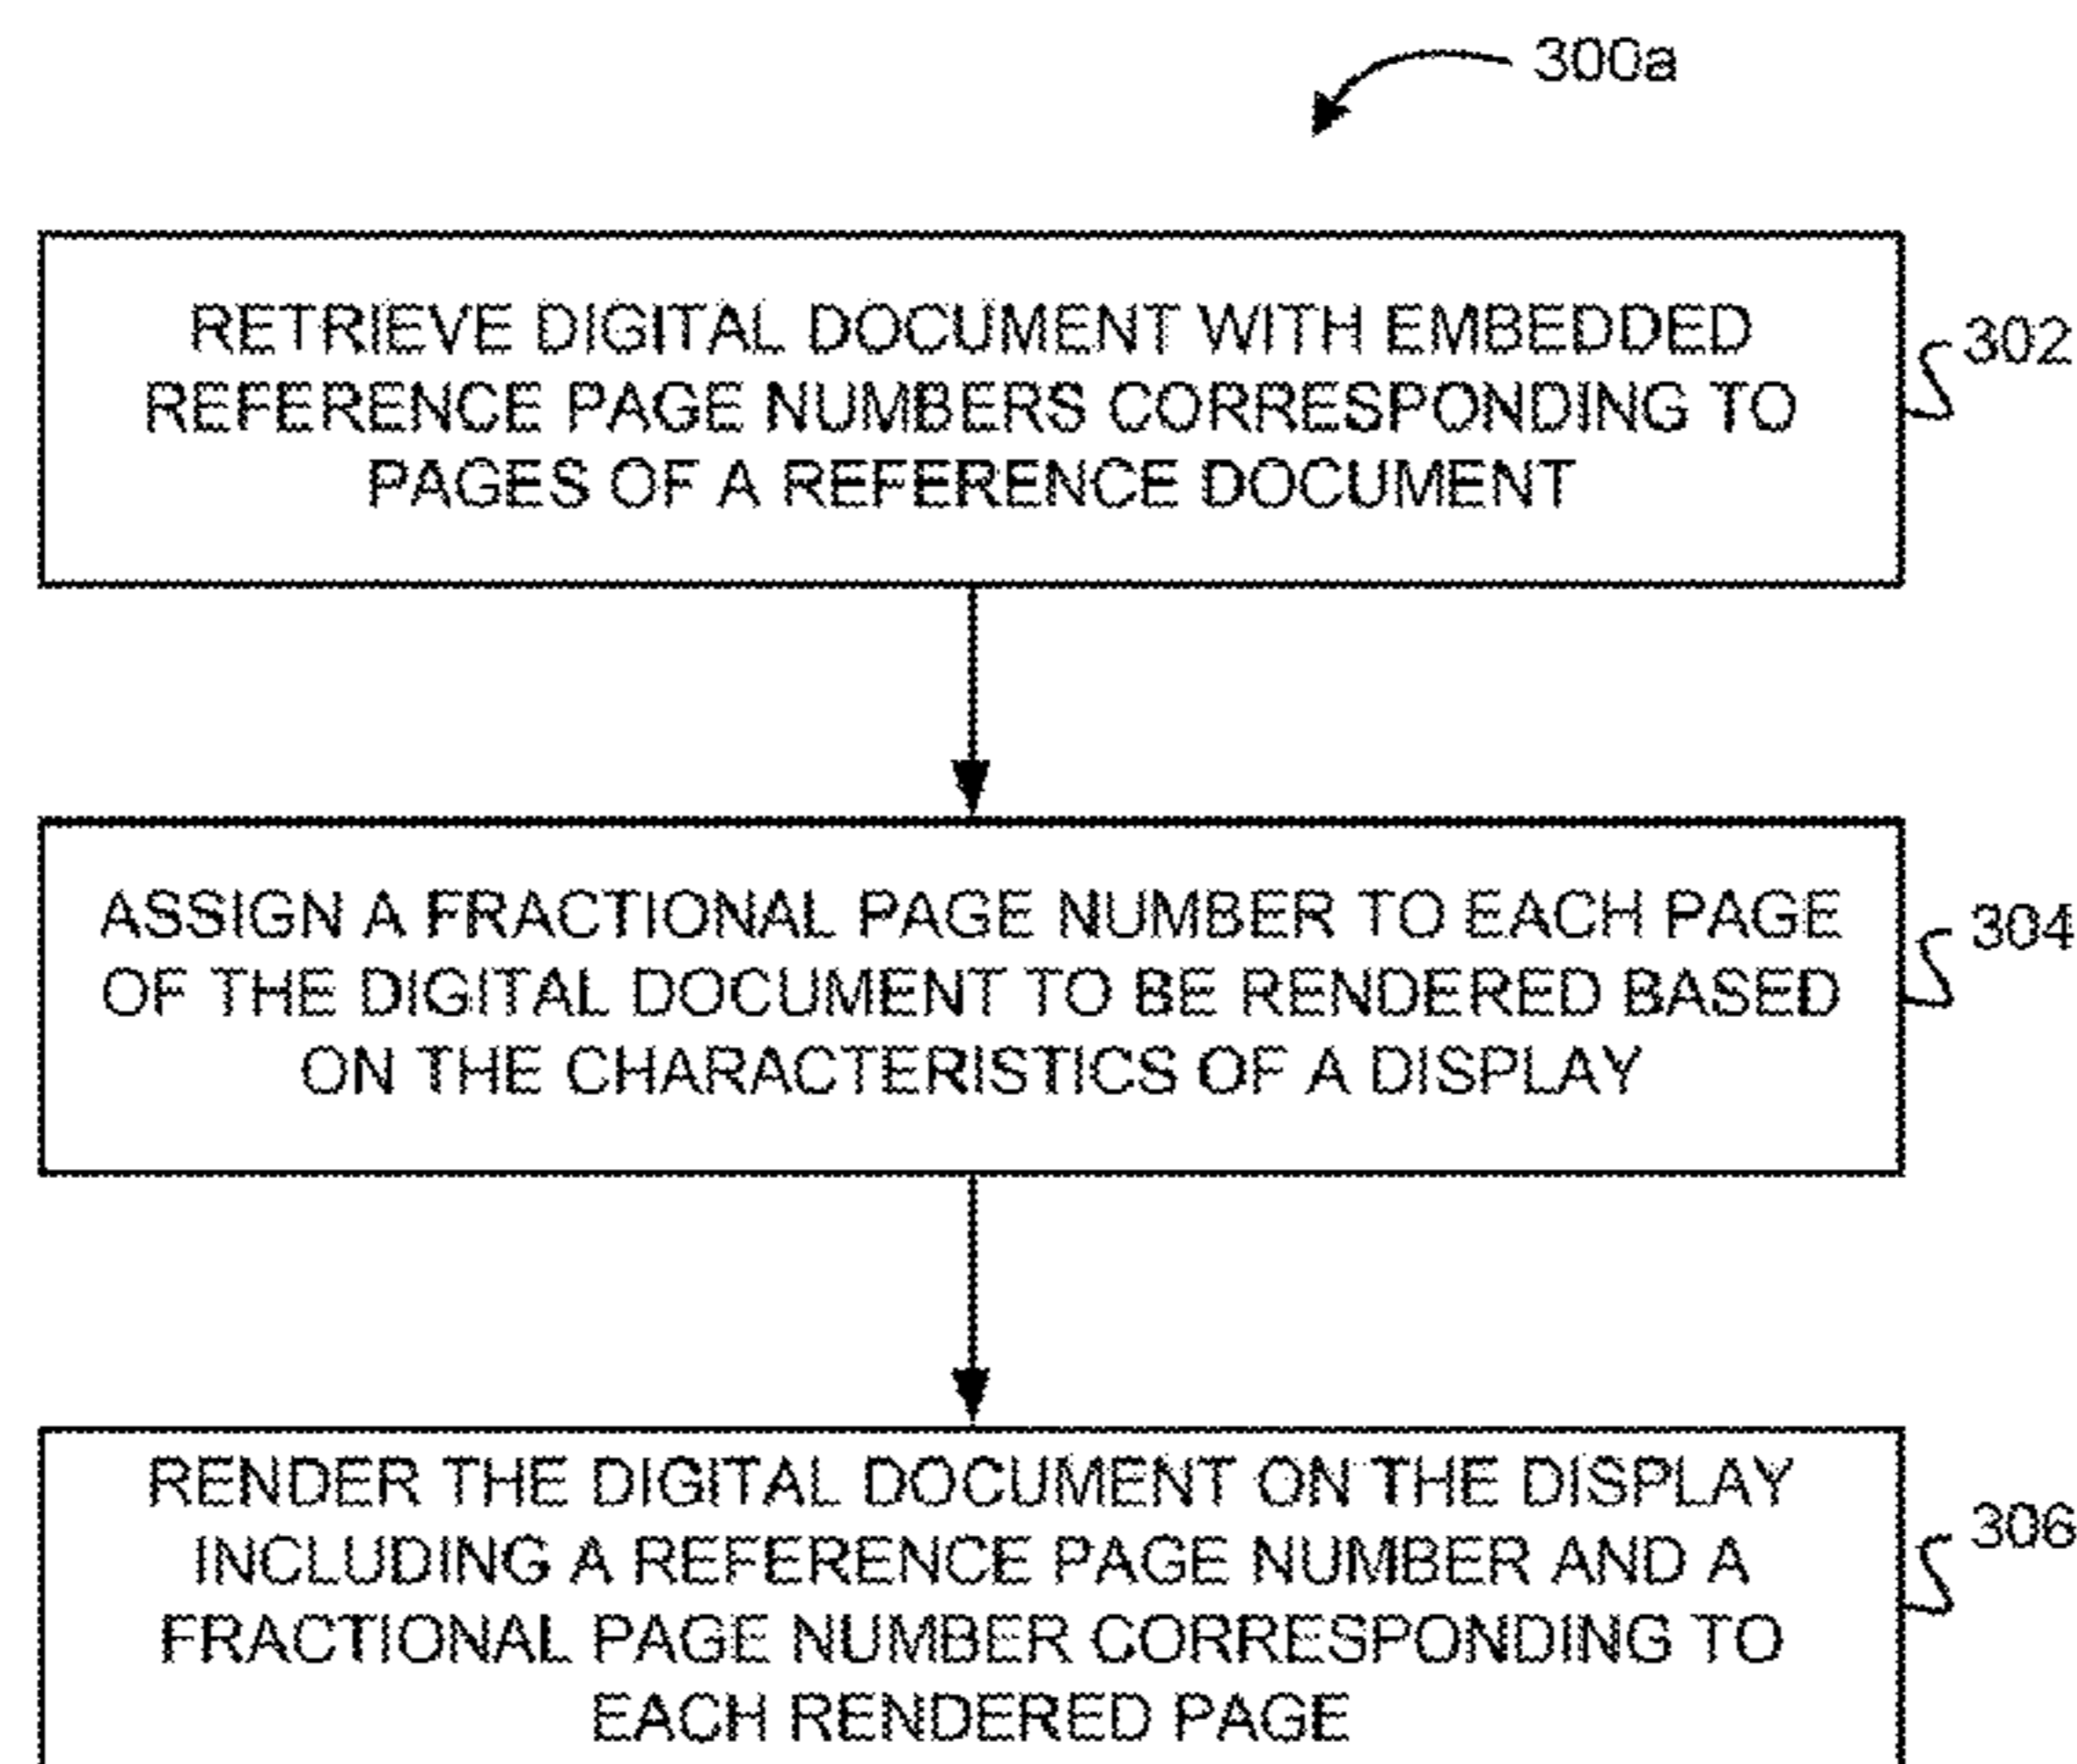 300a
RETRIEVE DIGITAL DOCUMENT WITH EMBEDDED
REFERENCE PAGE NUMBERS CORRESPONDING TO
PAGES OF A REFERENCE DOCUMENT
302
ASSIGN A FRACTIONAL PAGE NUMBER TO EACH PAGE
OF THE DIGITAL DOCUMENT TO BE RENDERED BASED
ON THE CHARACTERISTICS OF A DISPLAY
304
RENDER THE DIGITAL DOCUMENT ON THE DISPLAY
INCLUDING A REFERENCE PAGE NUMBER AND A
FRACTIONAL PAGE NUMBER CORRESPONDING TO
EACH RENDERED PAGE
306